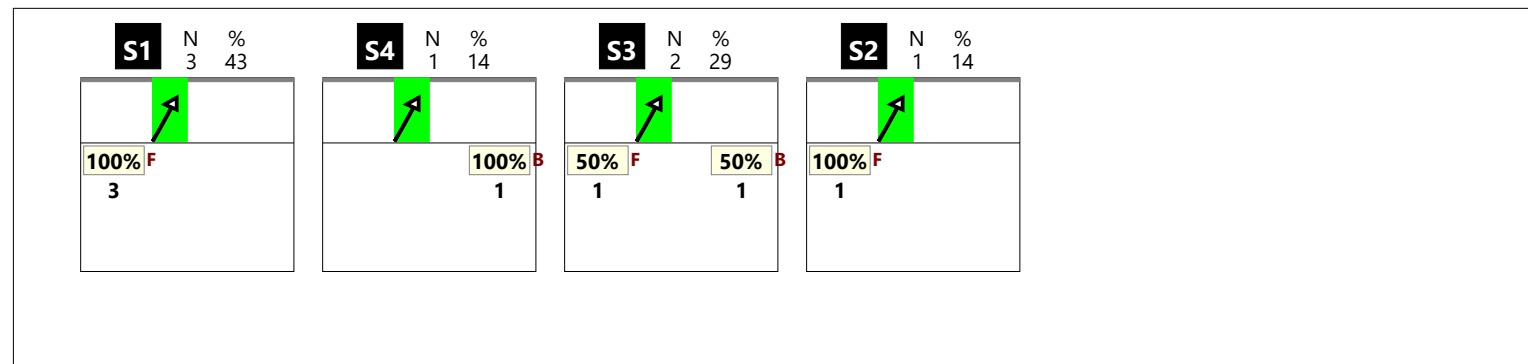 S1 N % S4 N % S3 N % S2 N %
3 43 1 14 2 29 1 14
100% F 100% B 50% F 50% B 100% F
3 1 1 1 1